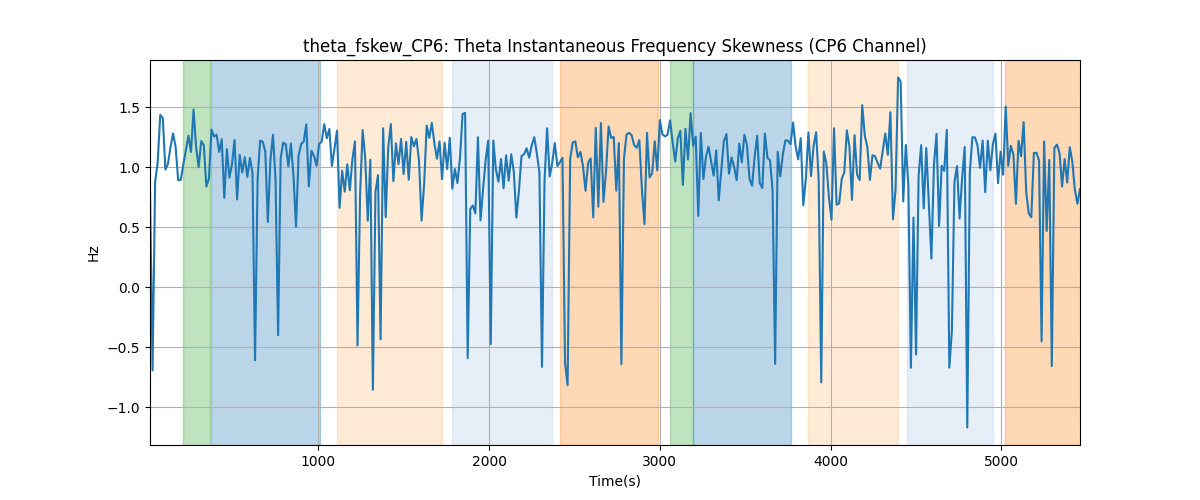 theta_fskew_CP6: Theta Instantaneous Frequency Skewness (CP6 Channel)
1.5
1.0
0.5
0.0
−0.5
−1.0
Hz
1000 2000 3000 4000 5000
Time(s)